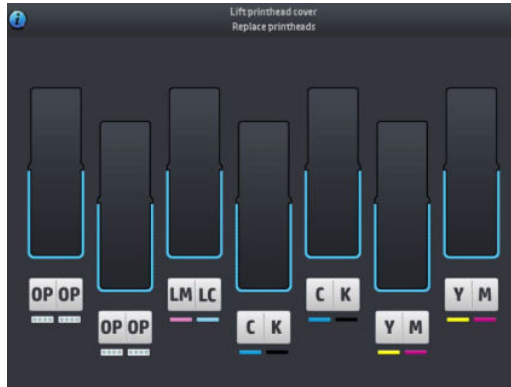 Lift printhead cover
Replace printheads
OP OP
OP OP
LM LC
C K
C K
Y M
Y M